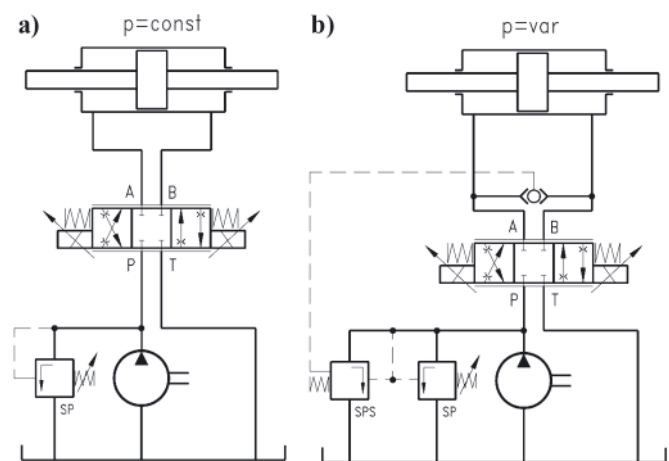 a) p=const
A B
P T
SP
b) p=var
A B
P T
SPS SP